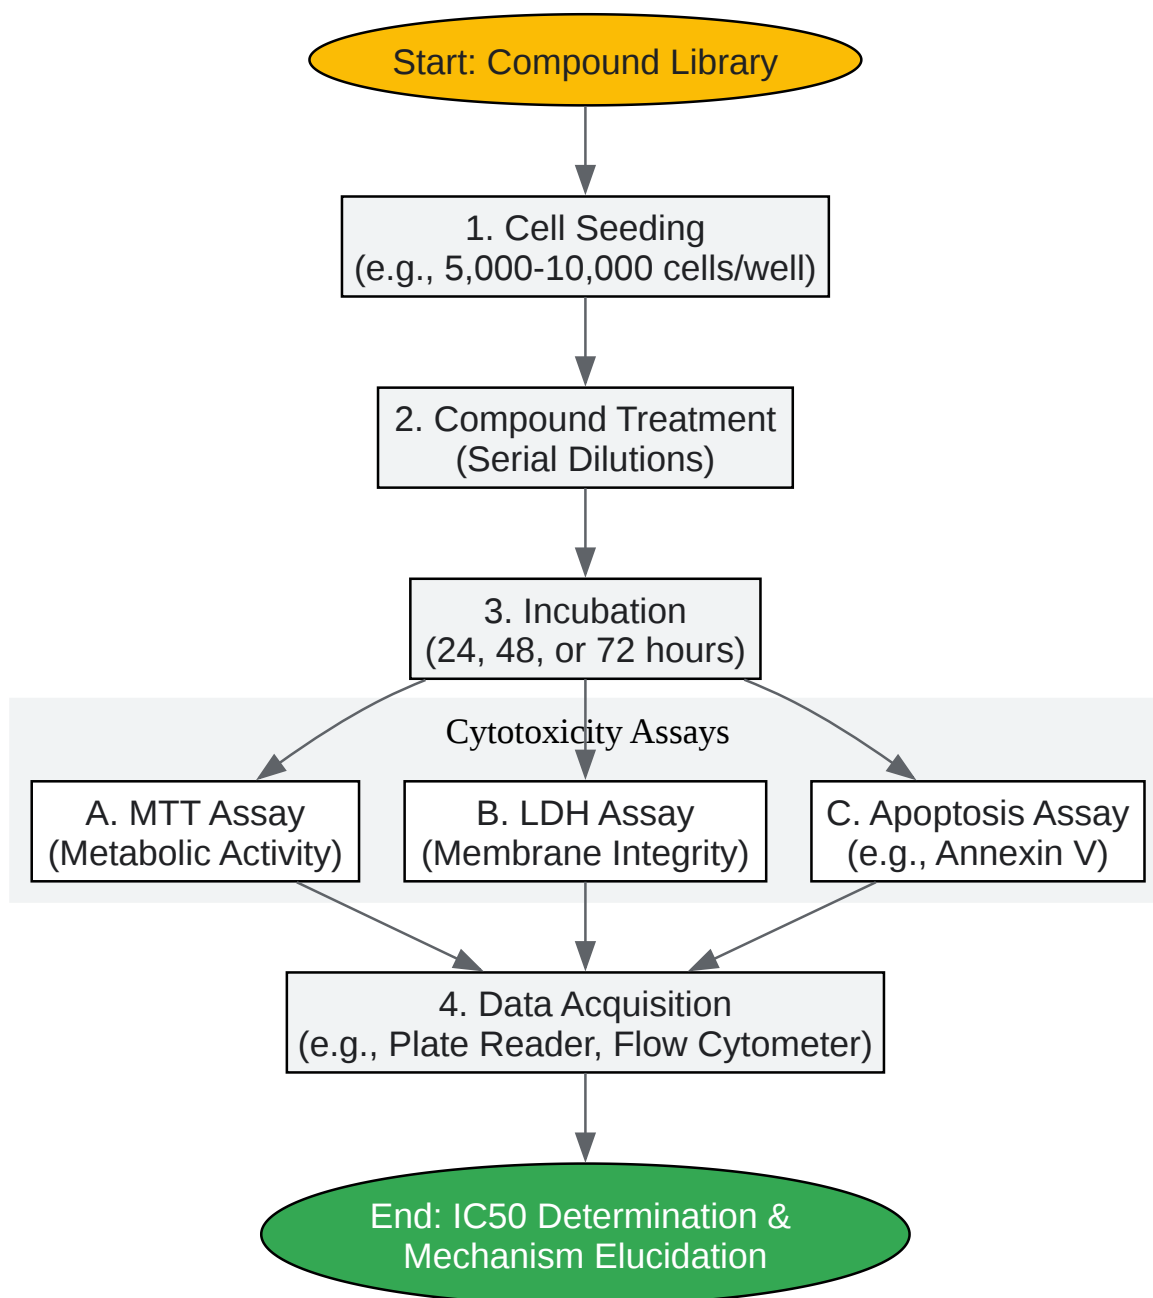 Start: Compound Library
1. Cell Seeding
(e.g., 5,000-10,000 cells/well)
2. Compound Treatment
(Serial Dilutions)
3. Incubation
(24, 48, or 72 hours)
Cytotoxicity Assays
A. MTT Assay
(Metabolic Activity)
B. LDH Assay
(Membrane Integrity)
C. Apoptosis Assay
(e.g., Annexin V)
4. Data Acquisition
(e.g., Plate Reader, Flow Cytometer)
End: IC50 Determination &
Mechanism Elucidation